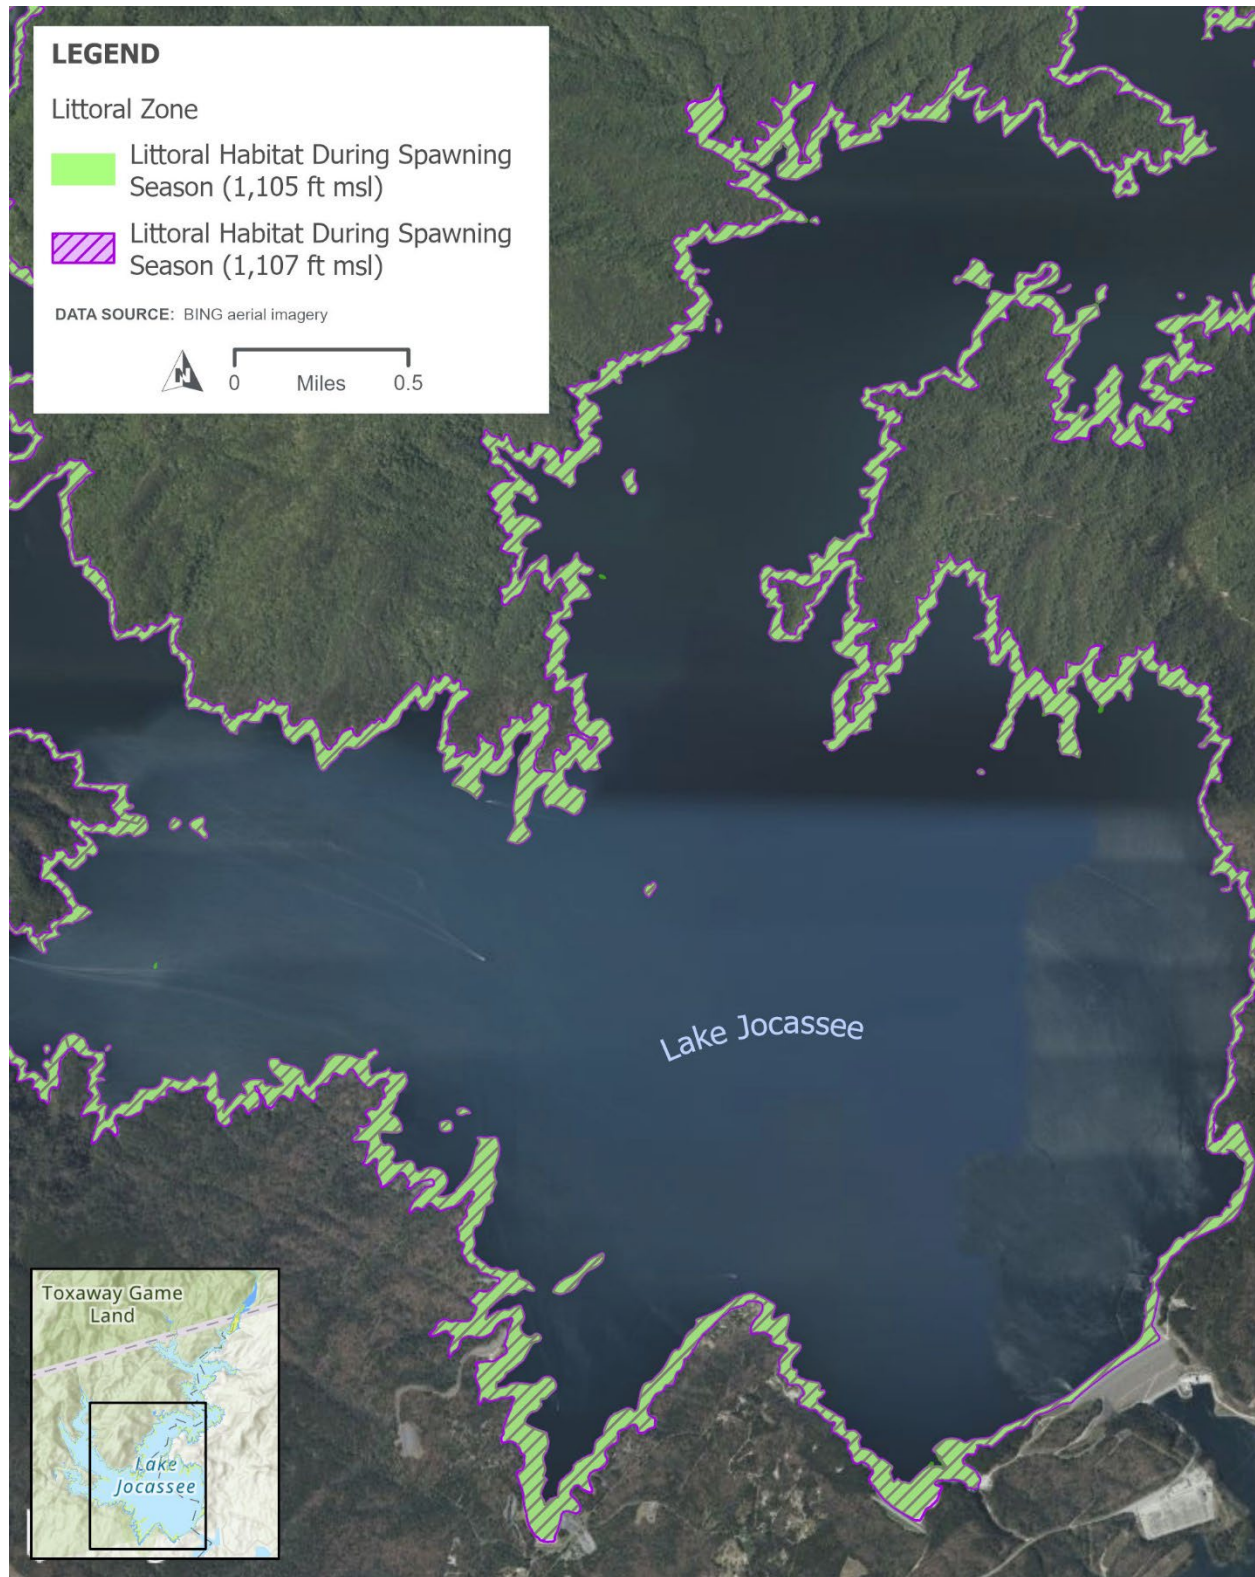 LEGEND
Littoral Zone
Littoral Habitat During Spawning
Season (1,105 ft msl)
Littoral Habitat During Spawning
Season (1,107 ft msl)
DATA SOURCE: BING aerial imagery
N
0 Miles 0.5
Lake Jocassee
Toxaway Game
Land
Lake
Jocassee